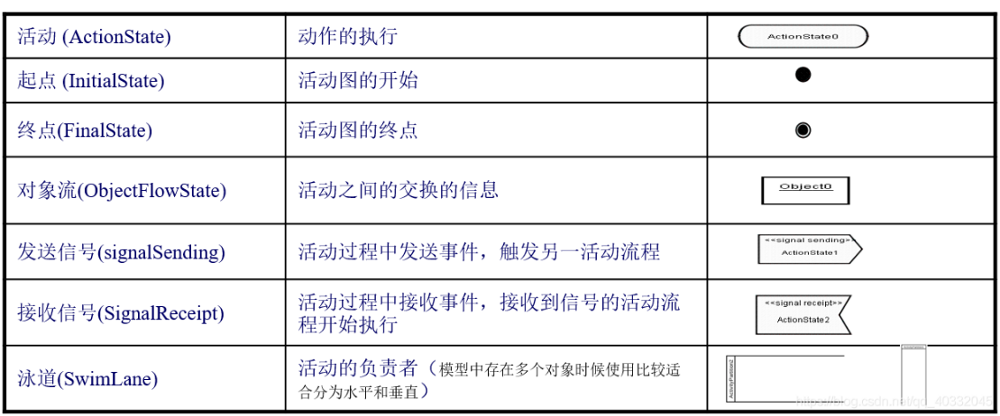 活动 (ActionState)
动作的执行
ActionState0
起点 (InitialState)
活动图的开始
终点(FinalState)
活动图的终点
对象流(ObjectFlowState)
活动之间的交换的信息
Object0
发送信号(signalSending)
活动过程中发送事件，触发另一活动流程
<<signal sending>>
ActionState1
接收信号(SignalReceipt)
活动过程中接收事件，接收到信号的活动流
程开始执行
<<signal receipt>>
ActionState2
泳道(SwimLane)
活动的负责者（模型中存在多个对象时候使用比较适
合分为水平和垂直）
ActivityPartition2
https://blog.csdn.net/qq_40332045